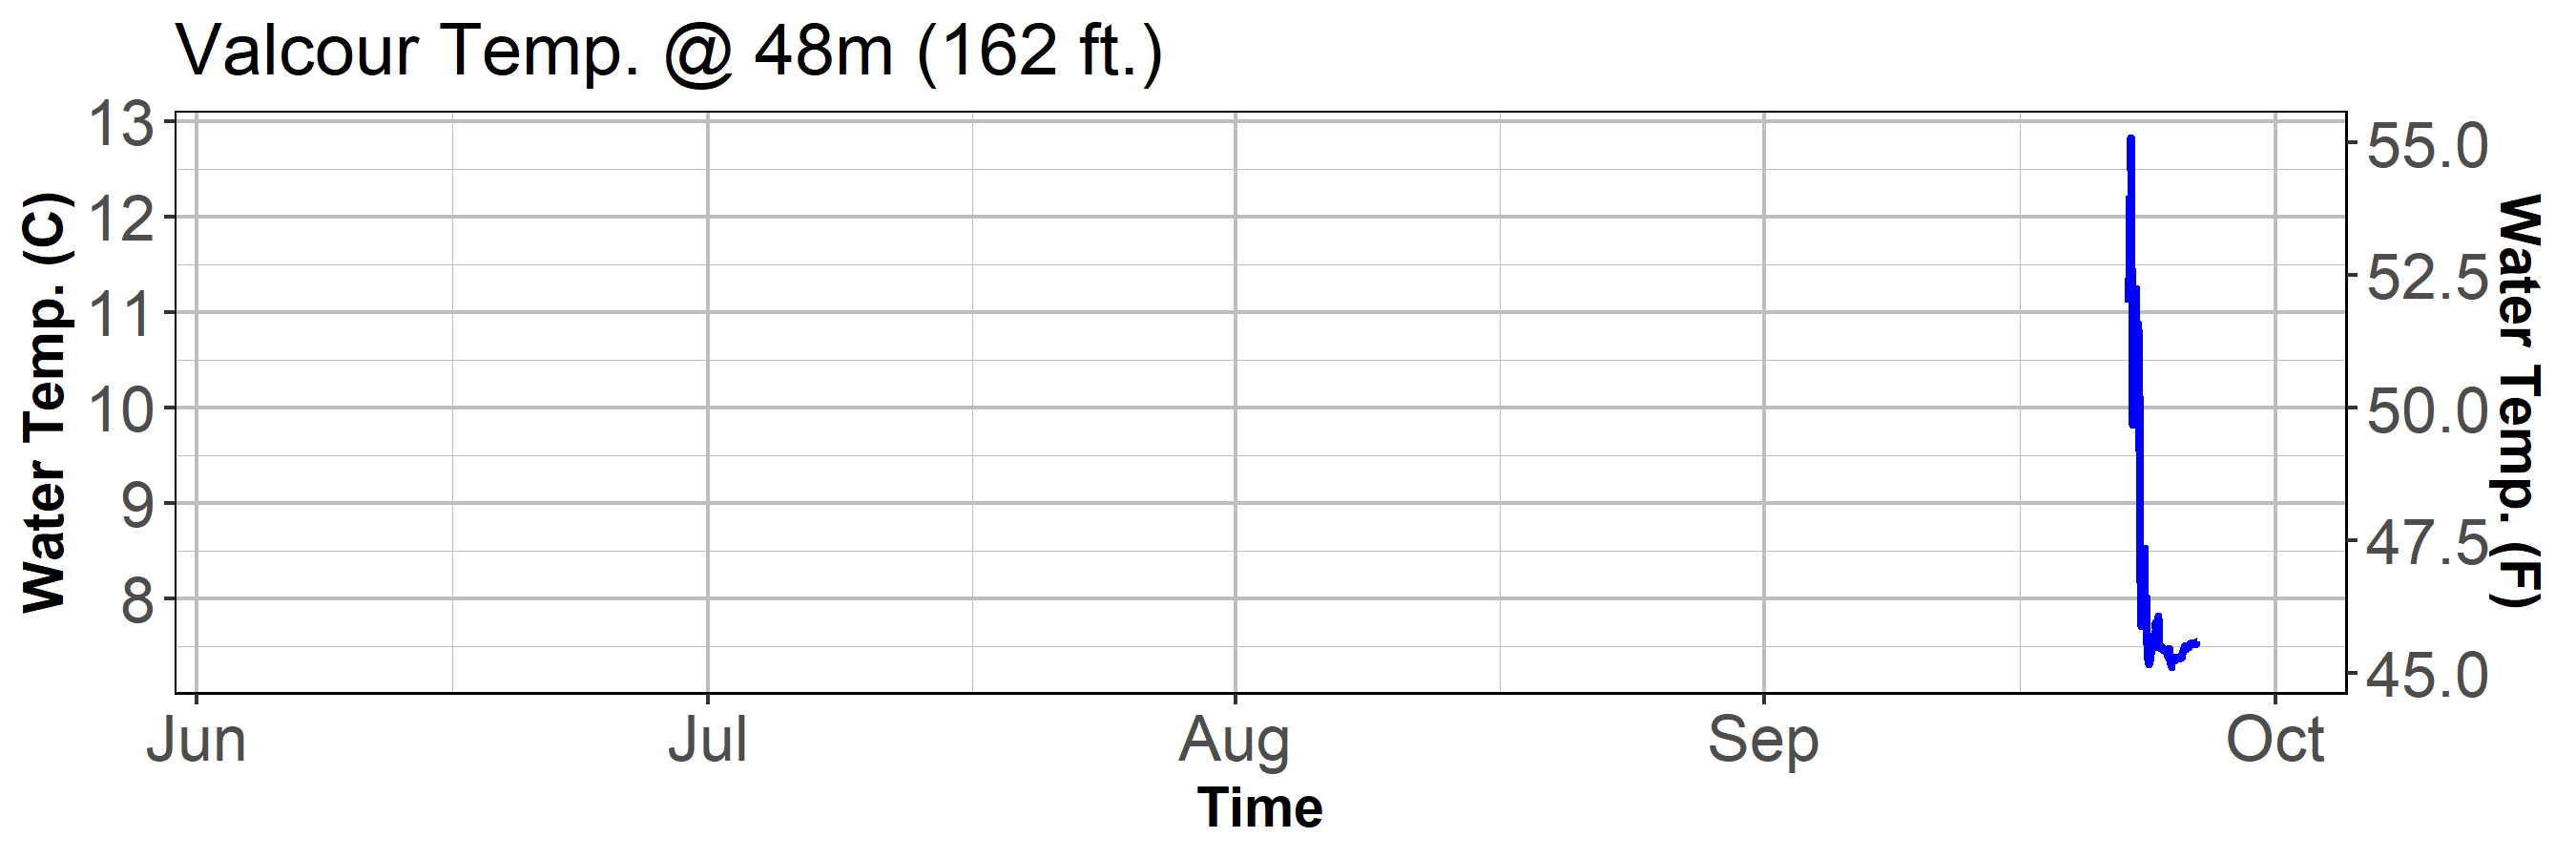 Valcour Temp. @ 48m (162 ft.)
Water Temp. (C)
13
12
11
10
9
8
55.0
52.5
50.0
47.5
45.0
Water Temp. (F)
Jun Jul Aug Sep Oct
Time